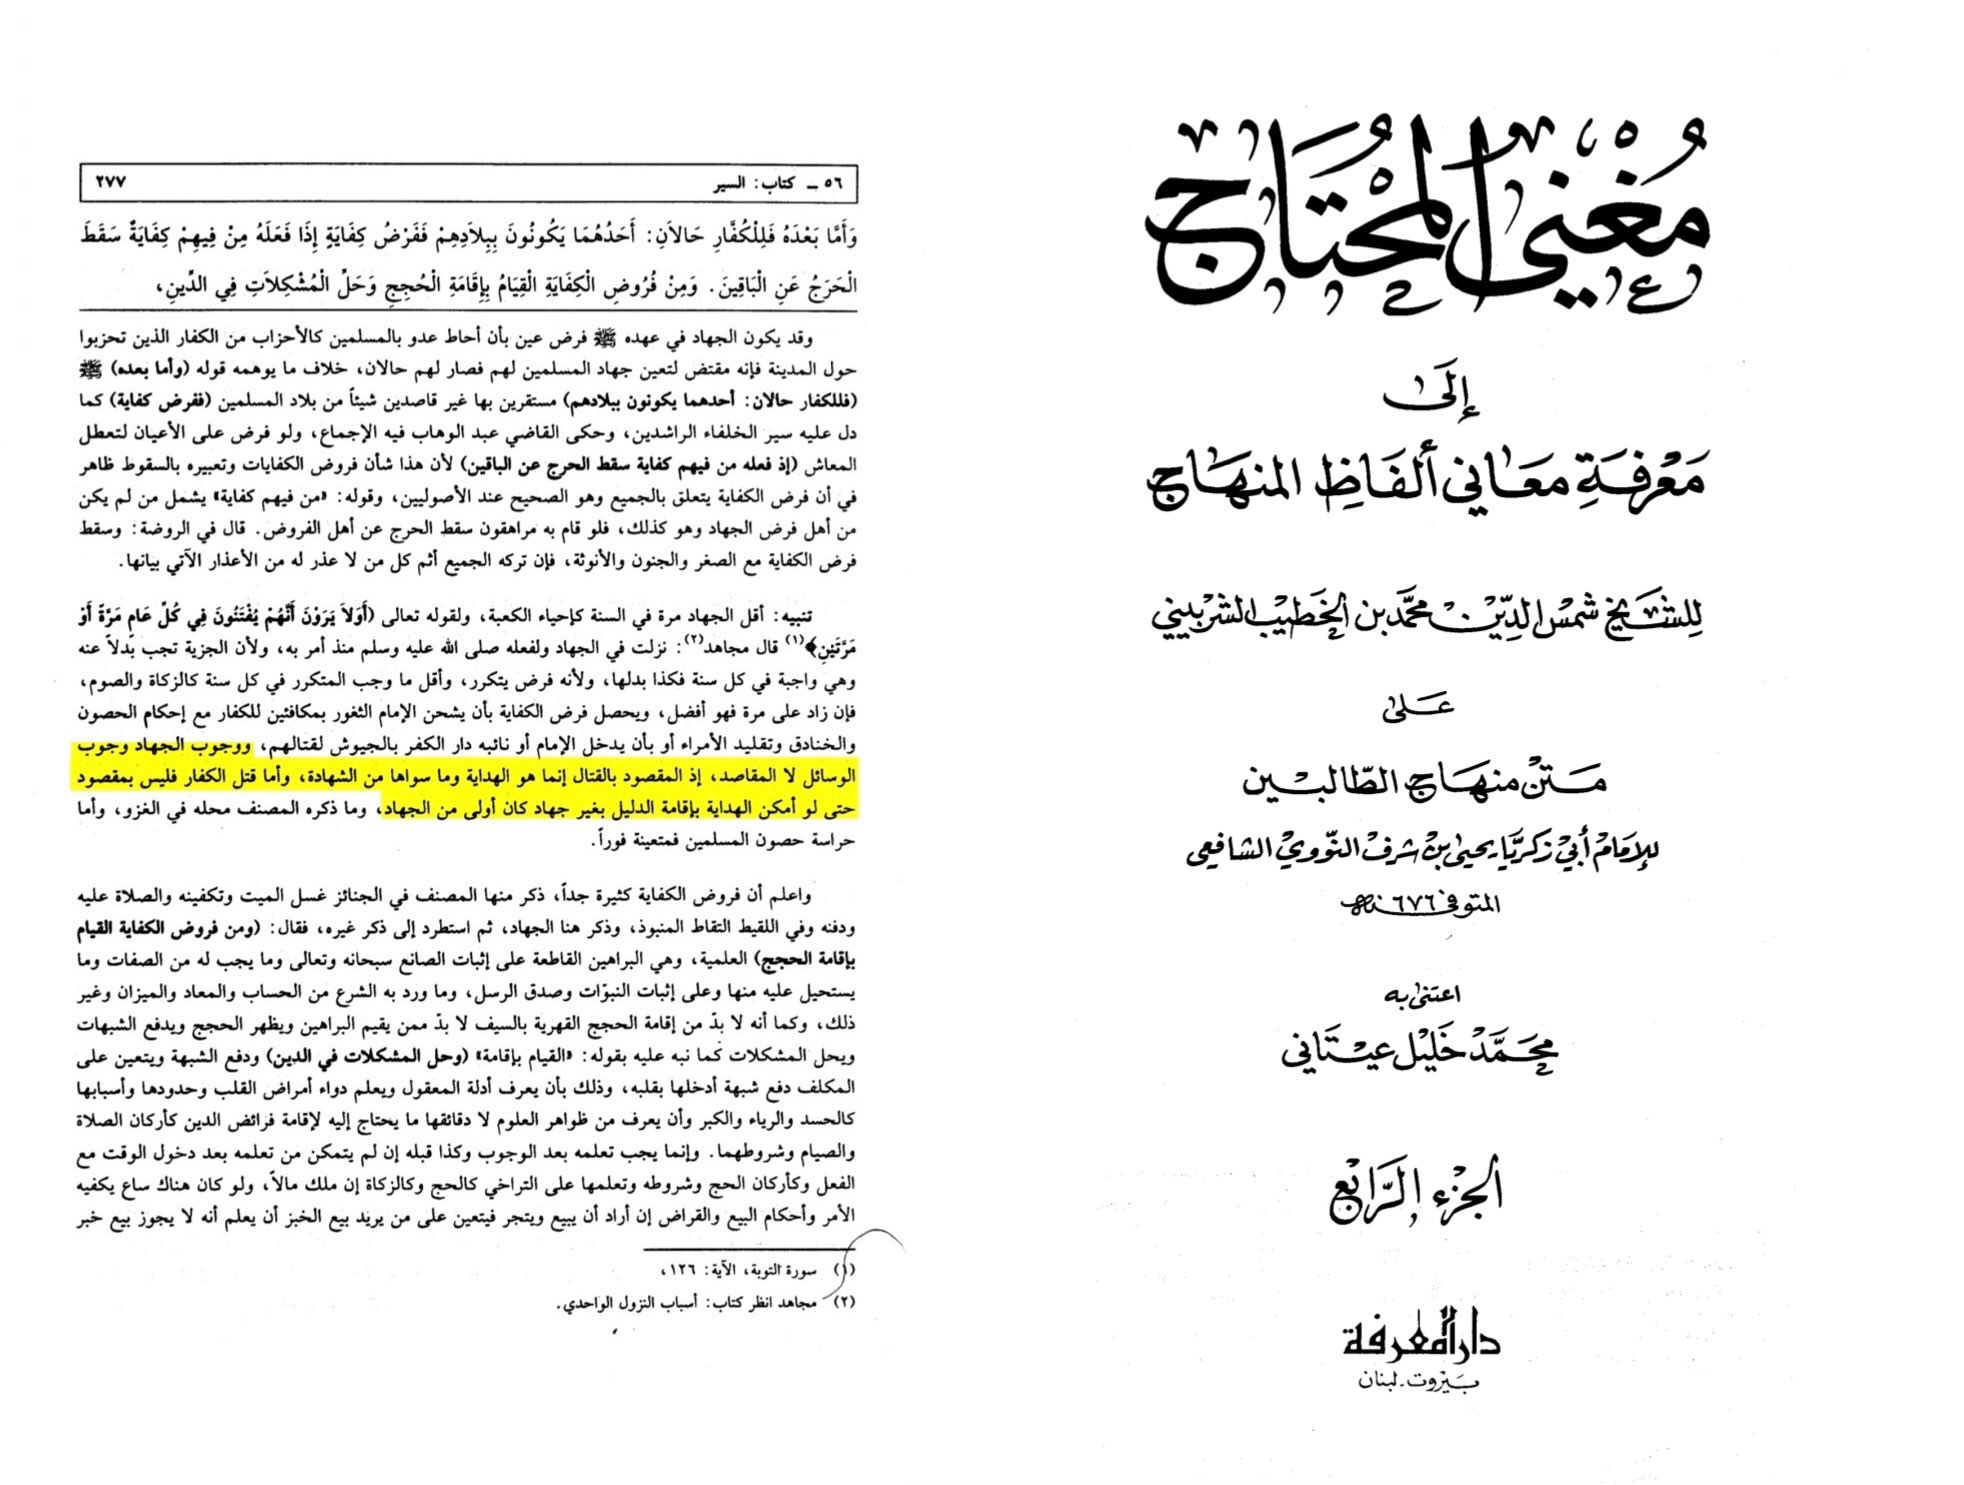 مُغْنِي المُحْتَاج
إِلَى
مَعْرِفَةِ مَعَانِي أَلفَاظِ المنهَاج
لِلشَّيْخ شَمْس الدِّين محمَّد بن الخَطيب الشربيني
عَلى
مَتن منهَاج الطَّالبين
للإمَام أبي زكريَّا يحيى بن شرف النّووي الشافعي
المتوفى ٦٧٦ هـ
اعتنى به
محَمَّد خَليْل عيتَاني
الجزء الرَّابع
دار المعرفة
بَيْروت - لبنان
٥٦ ـ كتاب: السير ٢٧٧
وَأَمَّا بَعْدَهُ فَلِلْكُفَّارِ حَالاَنِ: أَحَدُهُمَا يَكُونُونَ بِبِلاَدِهِمْ فَفَرْضُ كِفَايَةٍ إِذَا فَعَلَهُ مِنْ فِيهِمْ كِفَايَةٌ سَقَطَ
الْحَرَجُ عَنِ الْبَاقِينَ. وَمِنْ فُرُوضِ الْكِفَايَةِ الْقِيَامُ بِإِقَامَةِ الْحُجِجِ وَحَلِّ الْمُشْكِلاَتِ فِي الدِّينِ،
وقد يكون الجهاد في عهده ﷺ فرض عين بأن أحاط عدو بالمسلمين كالأحزاب من الكفار الذين تحزبوا
حول المدينة فإنه مقتض لتعين جهاد المسلمين لهم فصار لهم حالان، خلاف ما يوهمه قوله (وأما بعده) ﷺ
(فللكفار حالان: أحدهما يكونون ببلادهم) مستقرين بها غير قاصدين شيئاً من بلاد المسلمين (ففرض كفاية) كما
دل عليه سير الخلفاء الراشدين، وحكى القاضي عبد الوهاب فيه الإجماع، ولو فرض على الأعيان لتعطل
المعاش (إذ فعله من فيهم كفاية سقط الحرج عن الباقين) لأن هذا شأن فروض الكفايات وتعبيره بالسقوط ظاهر
في أن فرض الكفاية يتعلق بالجميع وهو الصحيح عند الأصوليين، وقوله: «من فيهم كفاية» يشمل من لم يكن
من أهل فرض الجهاد وهو كذلك، فلو قام به مراهقون سقط الحرج عن أهل الفروض. قال في الروضة: وسقط
فرض الكفاية مع الصغر والجنون والأنوثة، فإن تركه الجميع أثم كل من لا عذر له من الأعذار الآتي بيانها.
تنبيه: أقل الجهاد مرة في السنة كإحياء الكعبة، ولقوله تعالى (أَوَلاَ يَرَوْنَ أَنَّهُمْ يُفْتَنُونَ فِي كُلِّ عَامٍ مَرَّةً أَوْ
مَرَّتَيْنِ﴾(١) قال مجاهد(٢): نزلت في الجهاد ولفعله صلى الله عليه وسلم منذ أمر به، ولأن الجزية تجب بدلاً عنه
وهي واجبة في كل سنة فكذا بدلها، ولأنه فرض يتكرر، وأقل ما وجب المتكرر في كل سنة كالزكاة والصوم،
فإن زاد على مرة فهو أفضل، ويحصل فرض الكفاية بأن يشحن الإمام الثغور بمكافئين للكفار مع إحكام الحصون
والخنادق وتقليد الأمراء أو بأن يدخل الإمام أو نائبه دار الكفر بالجيوش لقتالهم، ووجوب الجهاد وجوب
الوسائل لا المقاصد، إذ المقصود بالقتال إنما هو الهداية وما سواها من الشهادة، وأما قتل الكفار فليس بمقصود
حتى لو أمكن الهداية بإقامة الدليل بغير جهاد كان أولى من الجهاد، وما ذكره المصنف محله في الغزو، وأما
حراسة حصون المسلمين فمتعينة فوراً.
واعلم أن فروض الكفاية كثيرة جداً، ذكر منها المصنف في الجنائز غسل الميت وتكفينه والصلاة عليه
ودفنه وفي اللقيط التقاط المنبوذ، وذكر هنا الجهاد، ثم استطرد إلى ذكر غيره، فقال: (ومن فروض الكفاية القيام
بإقامة الحجج) العلمية، وهي البراهين القاطعة على إثبات الصانع سبحانه وتعالى وما يجب له من الصفات وما
يستحيل عليه منها وعلى إثبات النبوّات وصدق الرسل، وما ورد به الشرع من الحساب والمعاد والميزان وغير
ذلك، وكما أنه لا بدّ من إقامة الحجج القهرية بالسيف لا بدّ ممن يقيم البراهين ويظهر الحجج ويدفع الشبهات
ويحل المشكلات كما نبه عليه بقوله: «القيام بإقامة» (وحل المشكلات في الدين) ودفع الشبهة ويتعين على
المكلف دفع شبهة أدخلها بقلبه، وذلك بأن يعرف أدلة المعقول ويعلم دواء أمراض القلب وحدودها وأسبابها
كالحسد والرياء والكبر وأن يعرف من ظواهر العلوم لا دقائقها ما يحتاج إليه لإقامة فرائض الدين كأركان الصلاة
والصيام وشروطهما. وإنما يجب تعلمه بعد الوجوب وكذا قبله إن لم يتمكن من تعلمه بعد دخول الوقت مع
الفعل وكأركان الحج وشروطه وتعلمها على التراخي كالحج وكالزكاة إن ملك مالاً، ولو كان هناك ساع يكفيه
الأمر وأحكام البيع والقراض إن أراد أن يبيع ويتجر فيتعين على من يريد بيع الخبز أن يعلم أنه لا يجوز بيع خبر
(١) سورة التوبة، الآية: ١٢٦،
(٢) مجاهد انظر كتاب: أسباب النزول الواحدي.